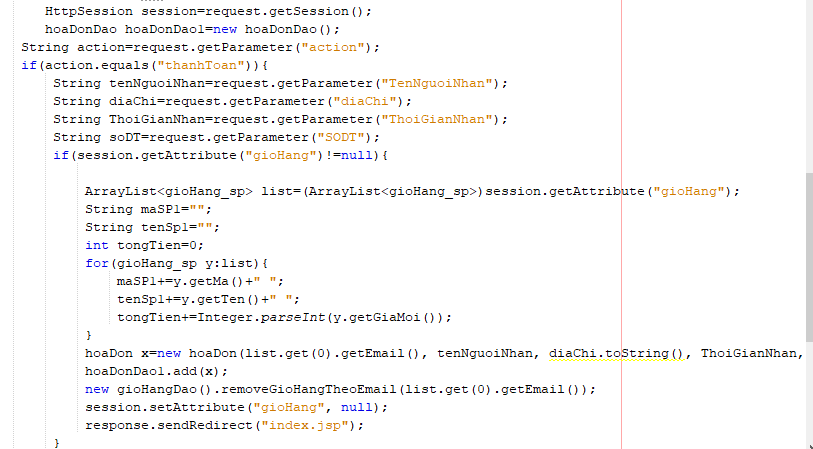 HttpSession session=request.getSession();
hoaDonDao hoaDonDao1=new hoaDonDao();
String action=request.getParameter("action");
if(action.equals("thanhToan")){
String tenNguoiNhan=request.getParameter("TenNguoiNhan");
String diaChi=request.getParameter("diaChi");
String ThoiGianNhan=request.getParameter("ThoiGianNhan");
String soDT=request.getParameter("SODT");
if(session.getAttribute("gioHang")!=null){
ArrayList<gioHang_sp> list=(ArrayList<gioHang_sp>)session.getAttribute("gioHang");
String maSP1="";
String tenSp1="";
int tongTien=0;
for(gioHang_sp y:list){
maSP1+=y.getMa()+" ";
tenSp1+=y.getTen()+" ";
tongTien+=Integer.parseInt(y.getGiaMoi());
}
hoaDon x=new hoaDon(list.get(0).getEmail(), tenNguoiNhan, diaChi.toString(), ThoiGianNhan,
hoaDonDao1.add(x);
new gioHangDao().removeGioHangTheoEmail(list.get(0).getEmail());
session.setAttribute("gioHang", null);
response.sendRedirect("index.jsp");
}